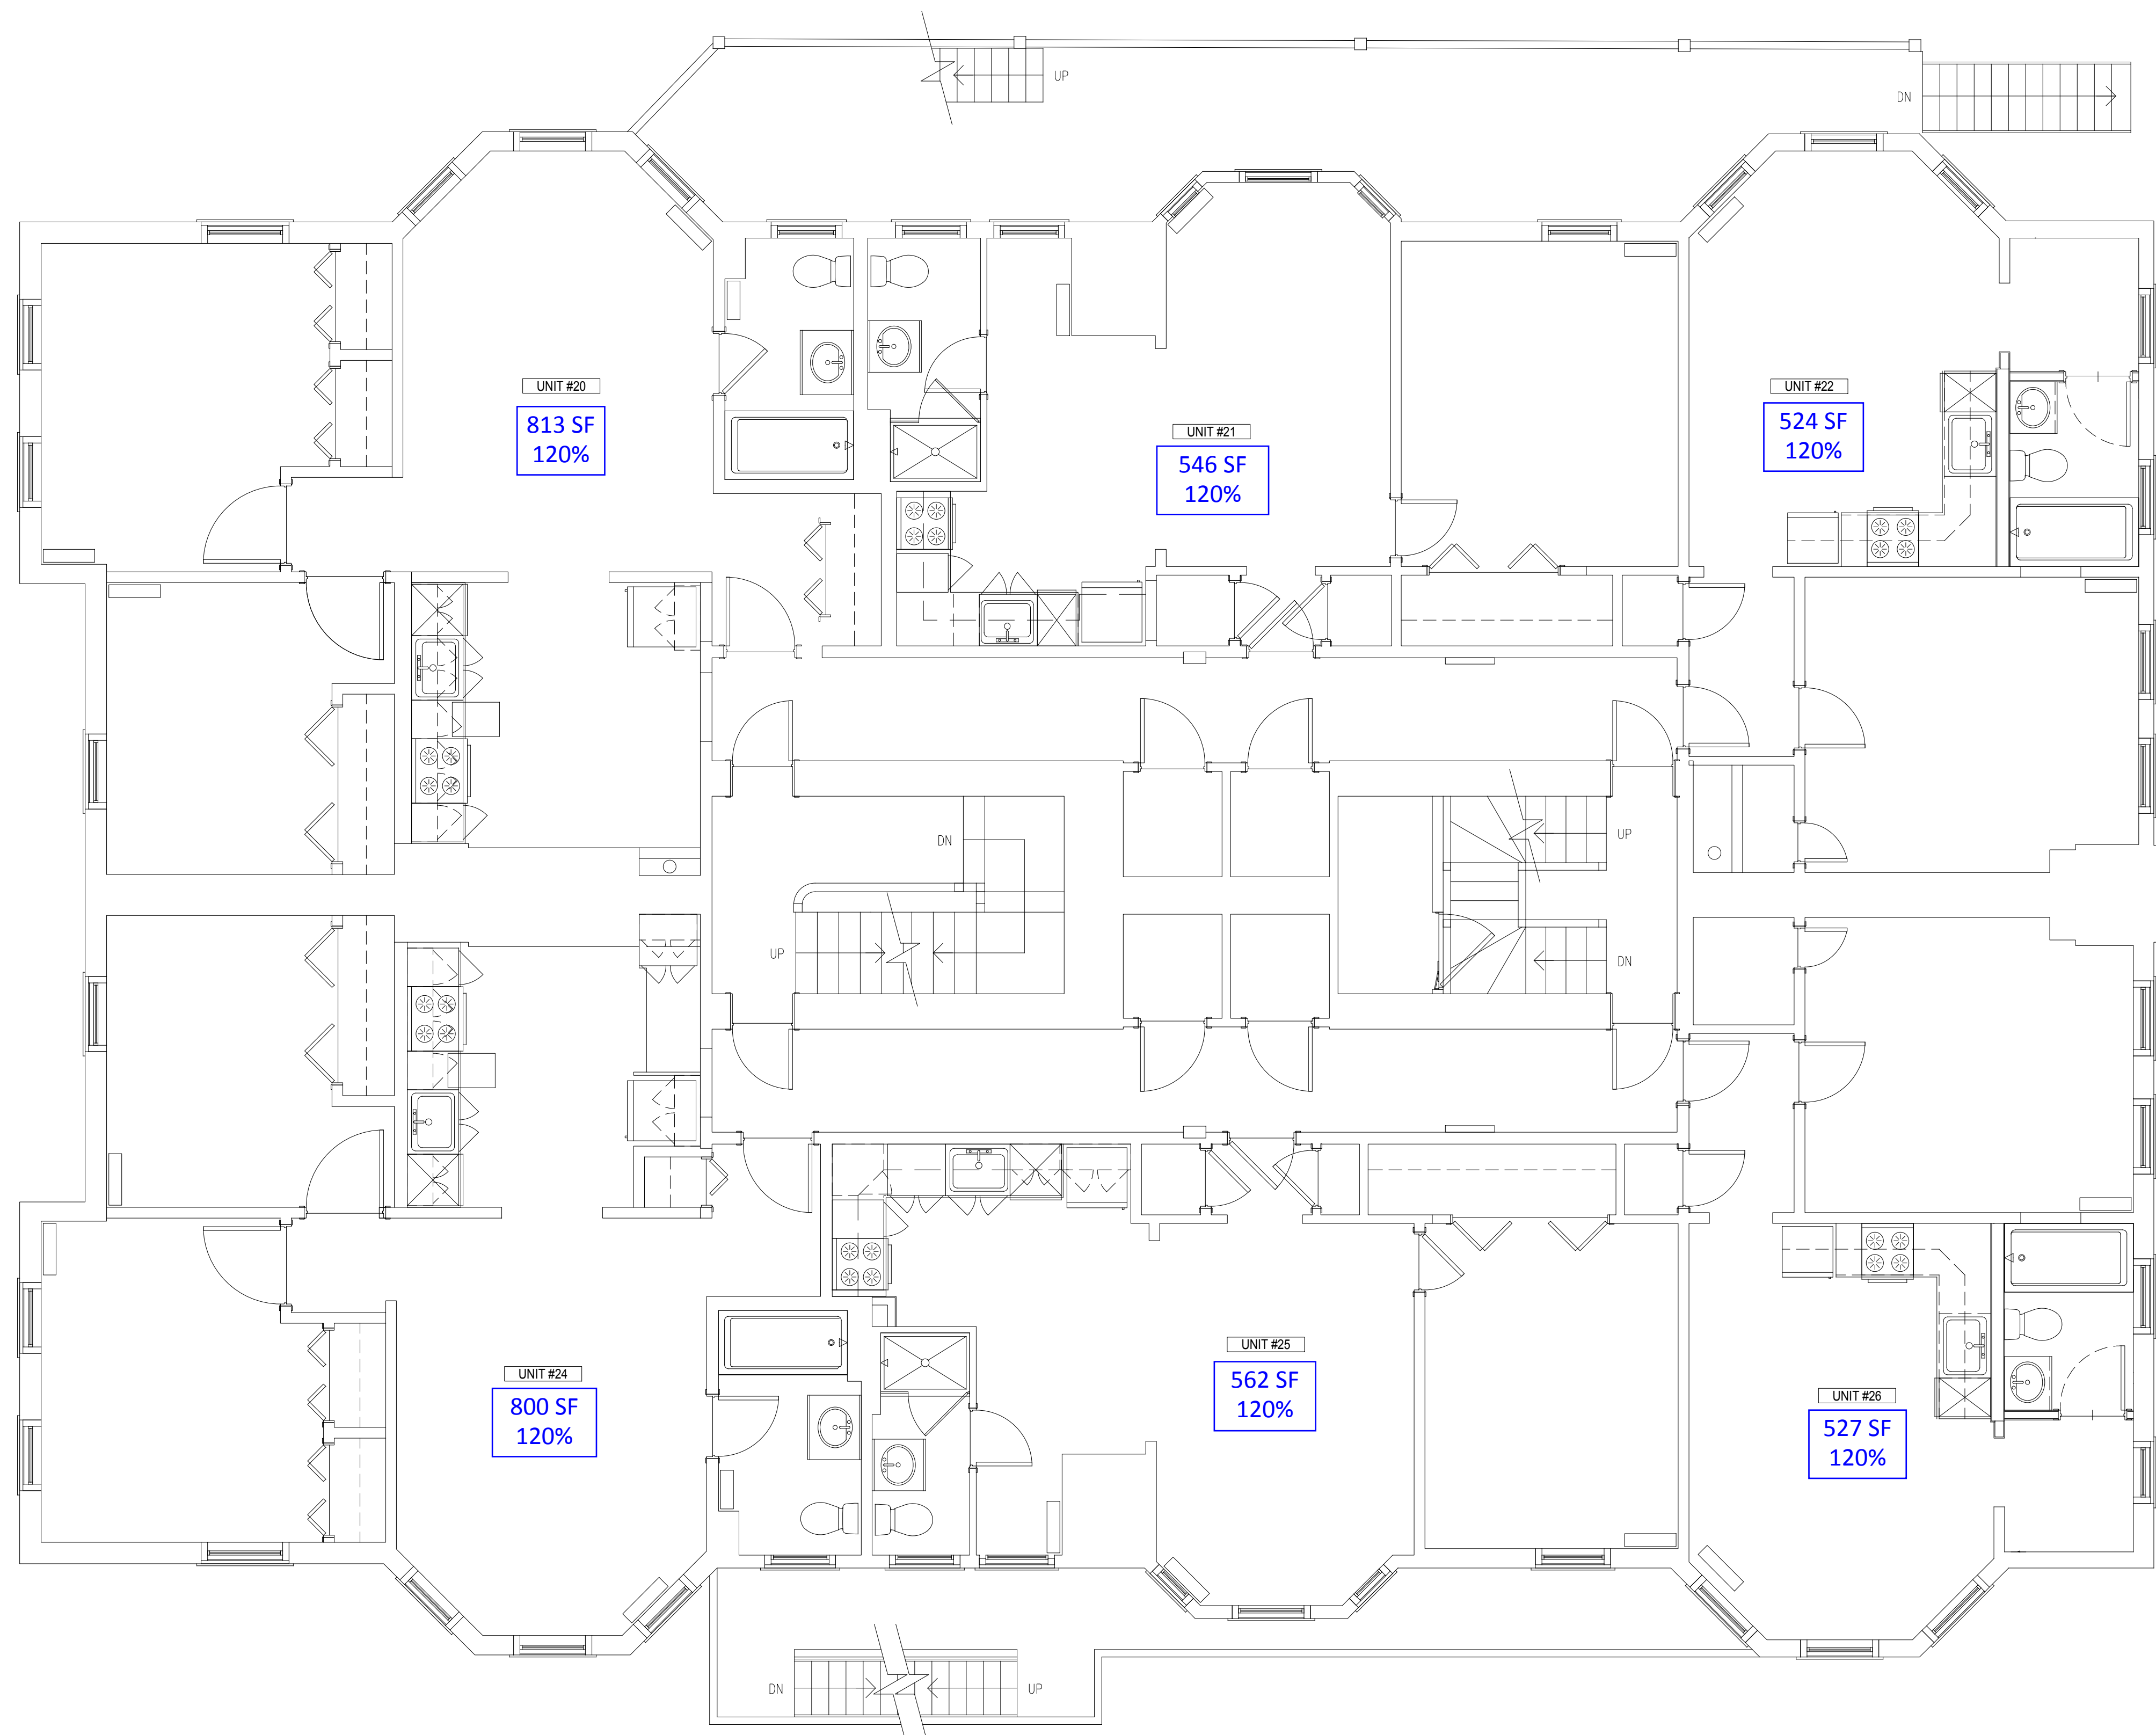 UP
DN
UNIT #20
813 SF
120%
UNIT #21
546 SF
120%
UNIT #22
524 SF
120%
DN
UP
UP
DN
UNIT #24
800 SF
120%
UNIT #25
562 SF
120%
UNIT #26
527 SF
120%
DN
UP